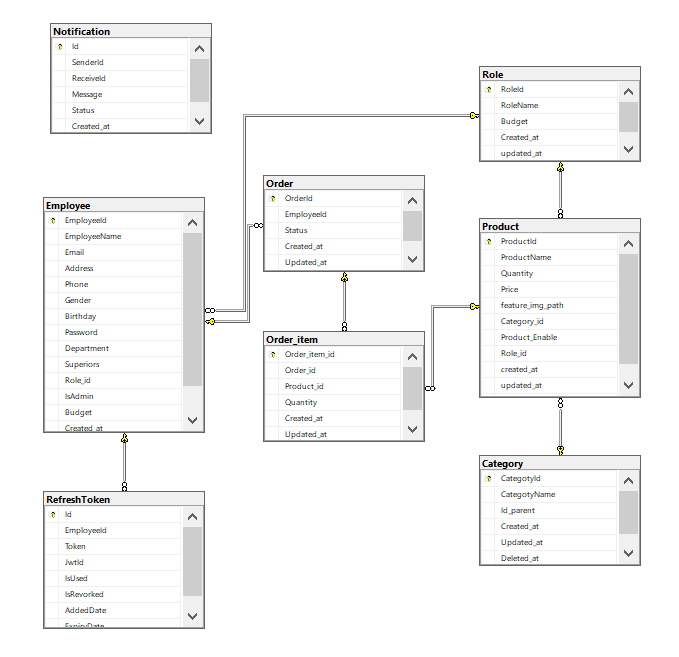 Notification
Id
SenderId
ReceiveId
Message
Status
Created_at
Role
RoleId
RoleName
Budget
Created_at
updated_at
Order
OrderId
EmployeeId
Status
Created_at
Updated_at
Employee
EmployeeId
EmployeeName
Email
Address
Phone
Gender
Birthday
Password
Department
Superiors
Role_id
IsAdmin
Budget
Created_at
Product
ProductId
ProductName
Quantity
Price
feature_img_path
Category_id
Product_Enable
Role_id
created_at
updated_at
Order_item
Order_item_id
Order_id
Product_id
Quantity
Created_at
Updated_at
Category
CategotyId
CategotyName
Id_parent
Created_at
Updated_at
Deleted_at
RefreshToken
Id
EmployeeId
Token
JwtId
IsUsed
IsRevorked
AddedDate
ExpiryDate